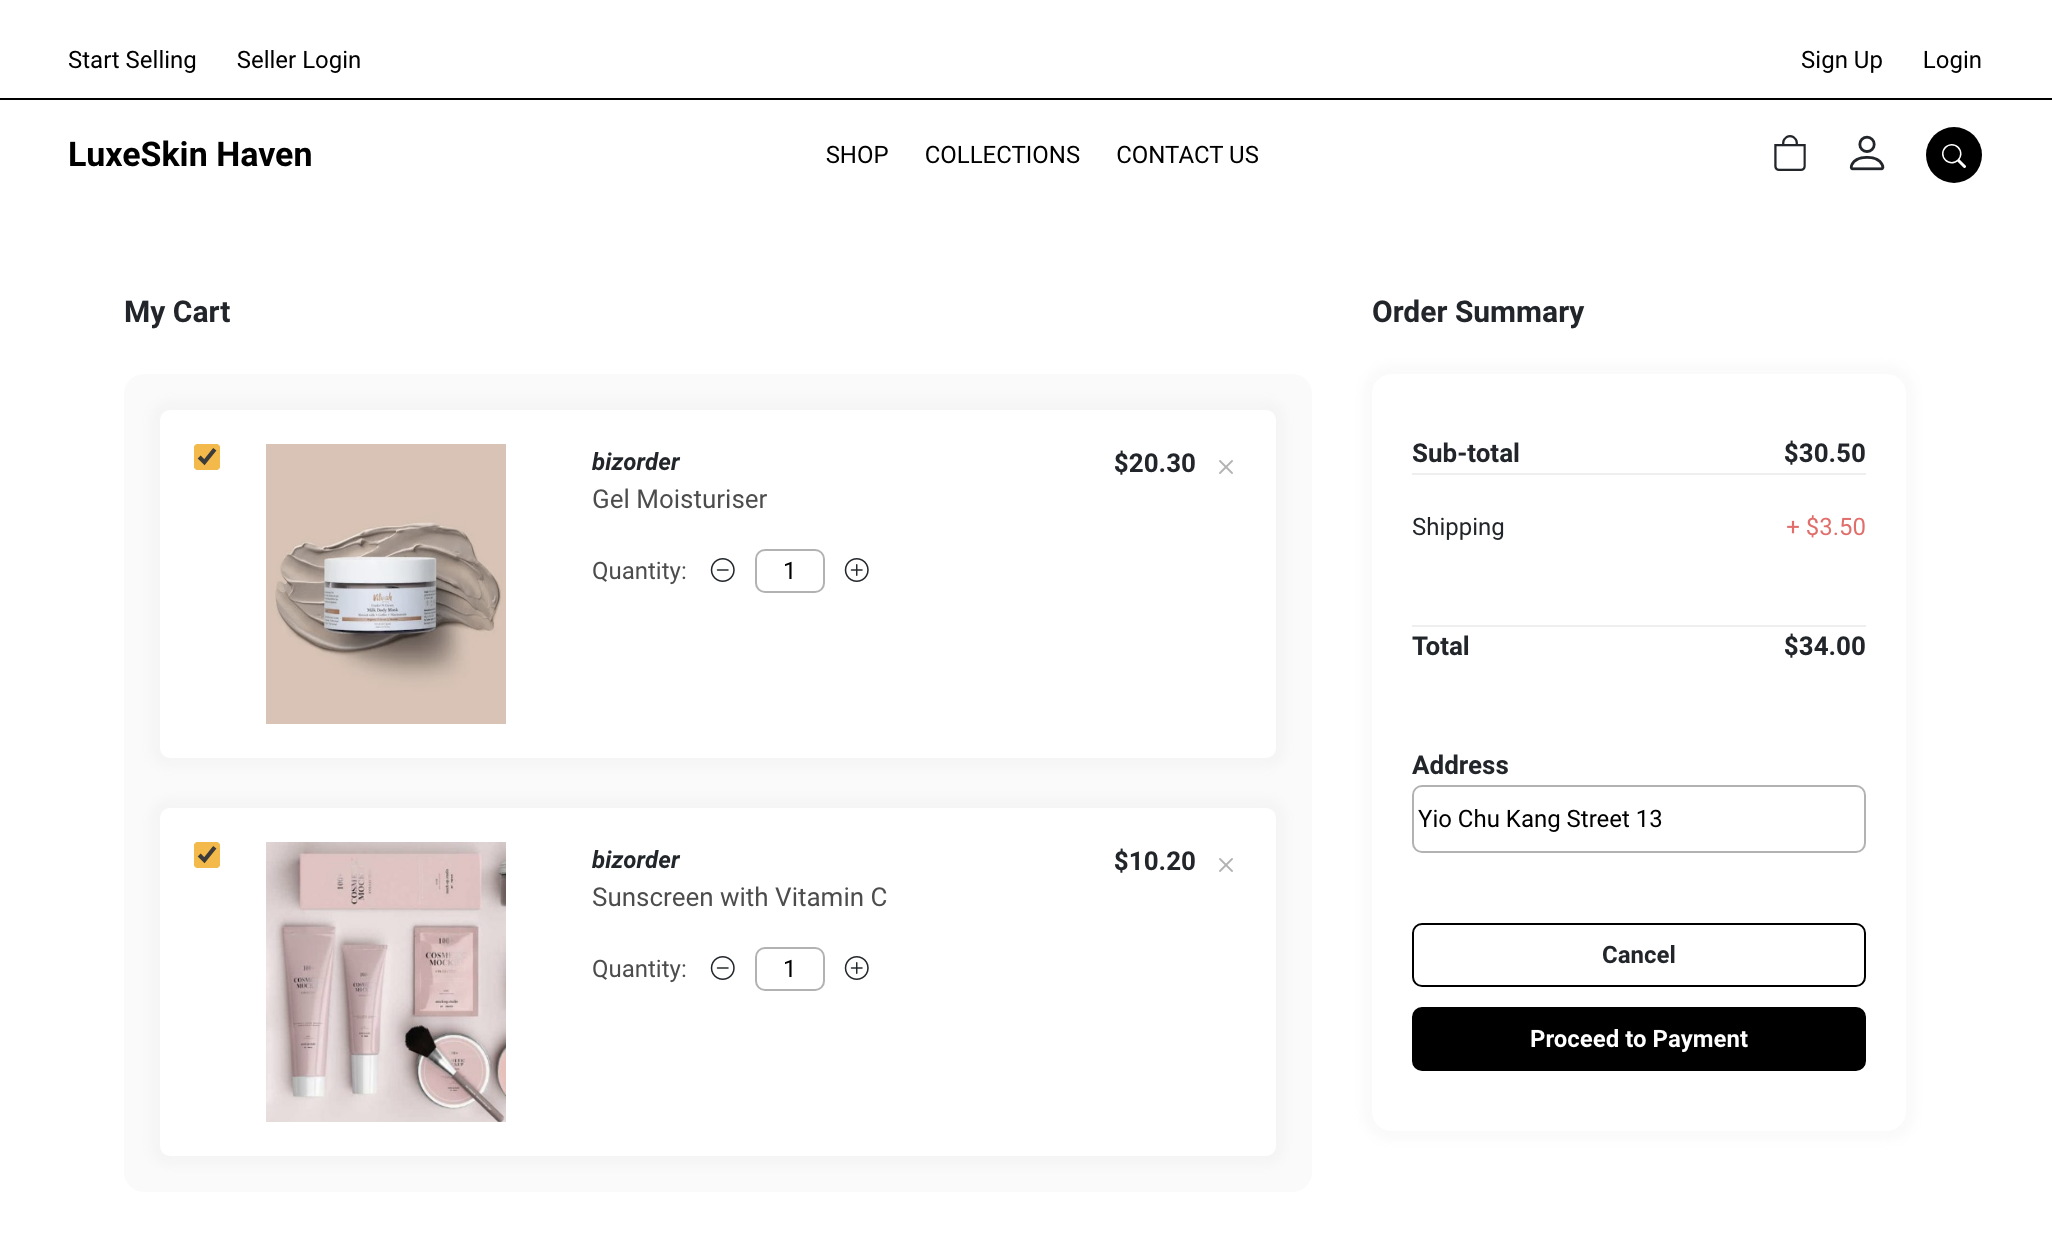 Start Selling Seller Login Sign Up Login
LuxeSkin Haven SHOP COLLECTIONS CONTACT US
My Cart
bizorder $20.30
Gel Moisturiser
Quantity: 1
bizorder $10.20
Sunscreen with Vitamin C
Quantity: 1
Order Summary
Sub-total $30.50
Shipping + $3.50
Total $34.00
Address
Yio Chu Kang Street 13
Cancel
Proceed to Payment